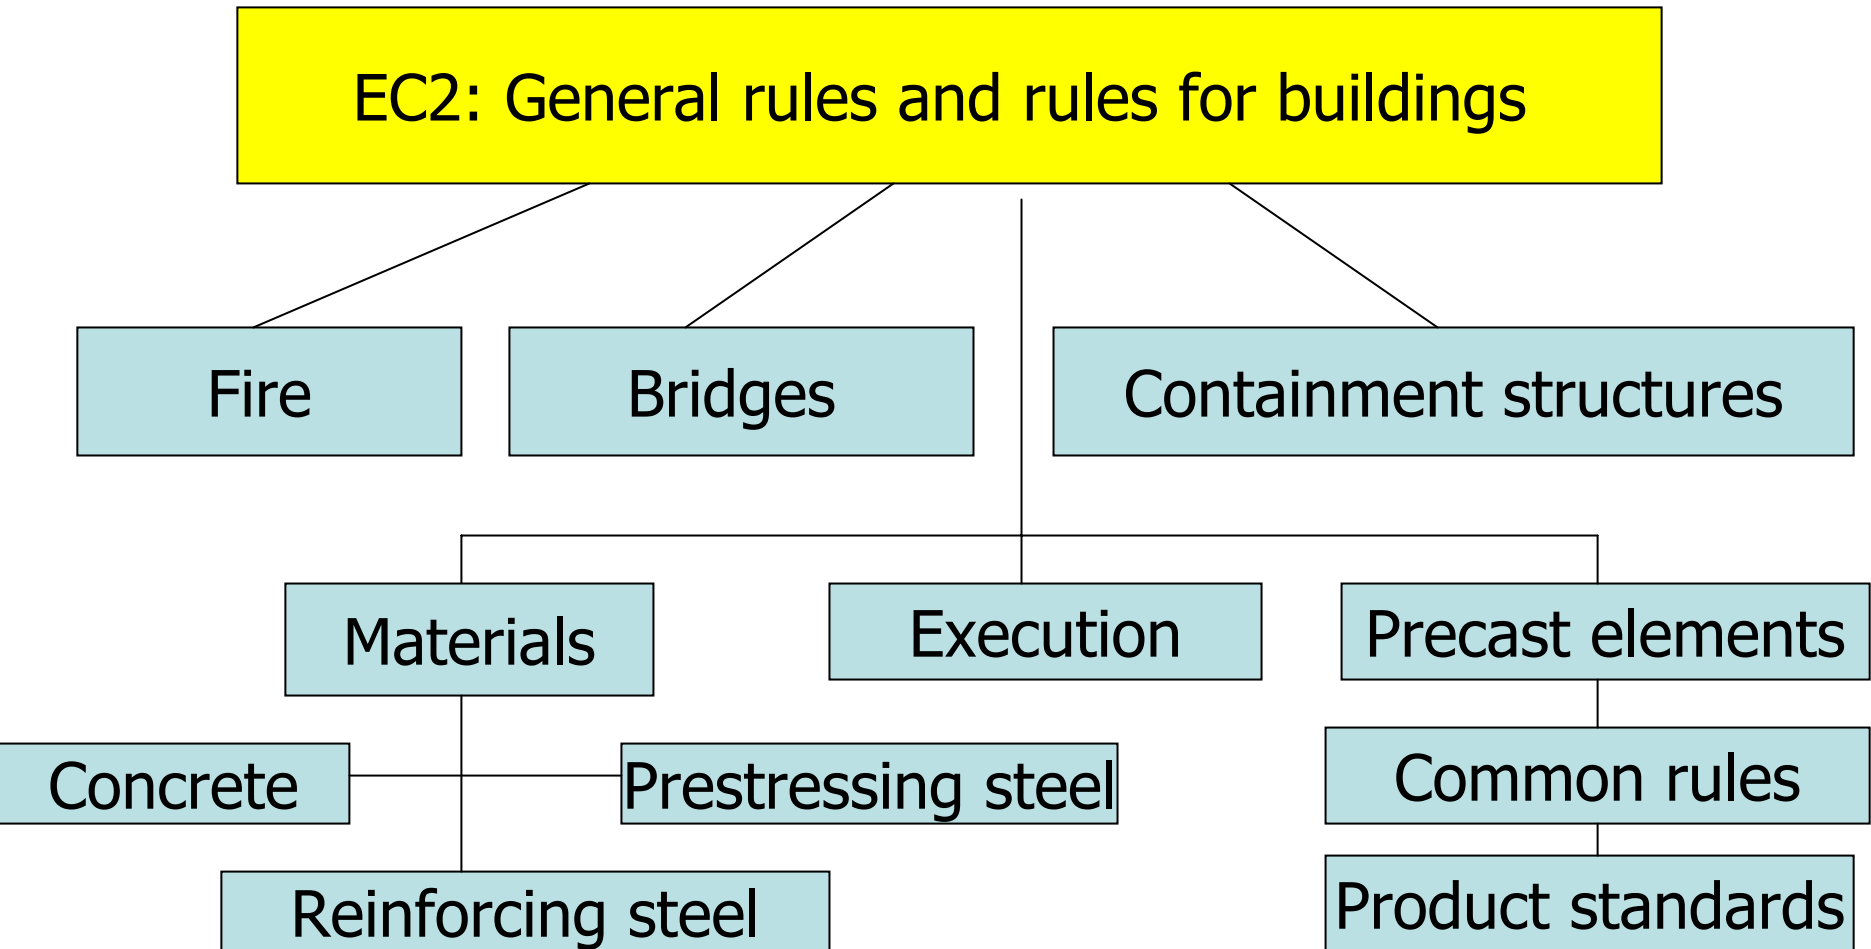 EC2: General rules and rules for buildings
Fire
Bridges
Containment structures
Materials
Execution
Precast elements
Concrete
Prestressing steel
Common rules
Reinforcing steel
Product standards